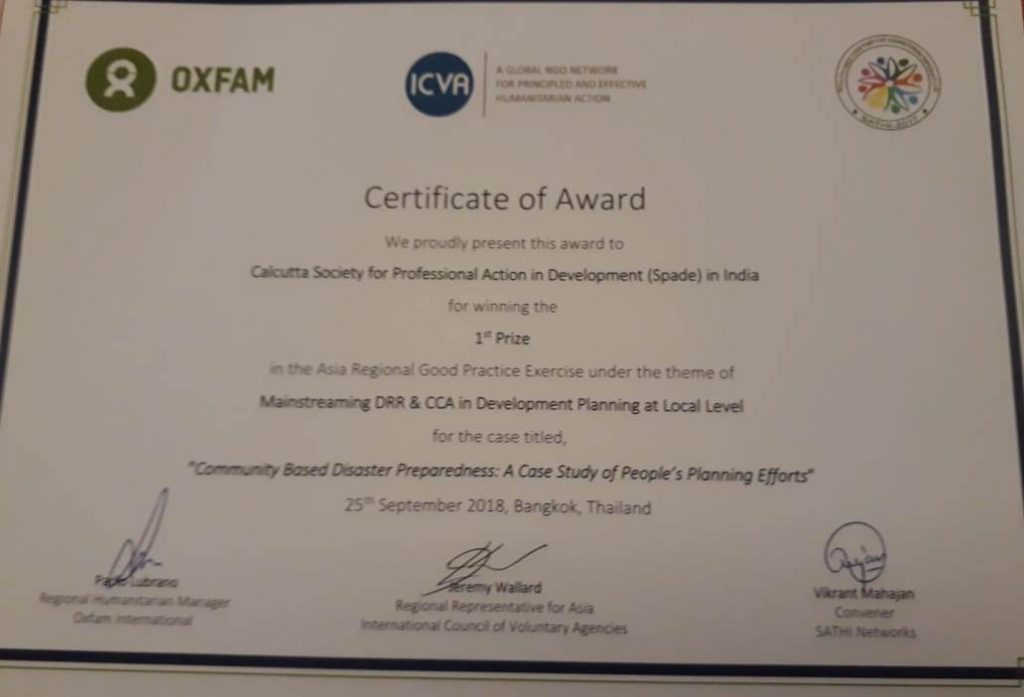 OXFAM
ICVA
A GLOBAL NGO NETWORK
FOR PRINCIPLED AND EFFECTIVE
HUMANITARIAN ACTION
SATHI-2017
Certificate of Award
We proudly present this award to
Calcutta Society for Professional Action in Development (Spade) in India
for winning the
1st Prize
in the Asia Regional Good Practice Exercise under the theme of
Mainstreaming DRR & CCA in Development Planning at Local Level
for the case titled,
"Community Based Disaster Preparedness: A Case Study of People's Planning Efforts"
25th September 2018, Bangkok, Thailand
Lubrano
Regional Humanitarian Manager
Oxfam International
Jeremy Wallard
Regional Representative for Asia
International Council of Voluntary Agencies
Vikrant Mahajan
Convener
SATHI Networks